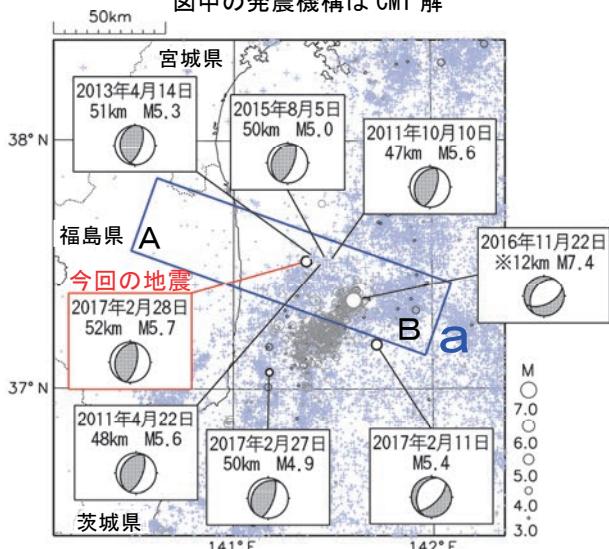 図中の発震機構は CMT 解
50km
宮城県
2013年4月14日
51km M5.3
2015年8月5日
50km M5.0
2011年10月10日
47km M5.6
38°N
福島県
A
今回の地震
2017年2月28日
52km M5.7
2016年11月22日
※12km M7.4
B
a
37°N
2011年4月22日
48km M5.6
2017年2月27日
50km M4.9
2017年2月11日
M5.4
M
7.0
6.0
5.0
4.0
3.0
茨城県
141°E
142°E